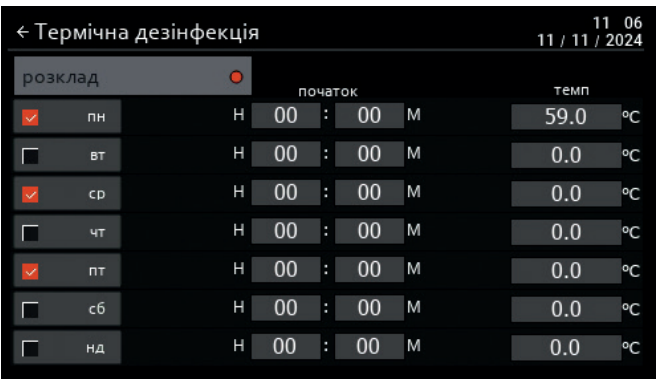 ← Термічна дезінфекція
11 06
11 / 11 / 2024
розклад
початок
темп
пн H 00 : 00 M 59.0 ºC
вт H 00 : 00 M 0.0 ºC
ср H 00 : 00 M 0.0 ºC
чт H 00 : 00 M 0.0 ºC
пт H 00 : 00 M 0.0 ºC
сб H 00 : 00 M 0.0 ºC
нд H 00 : 00 M 0.0 ºC